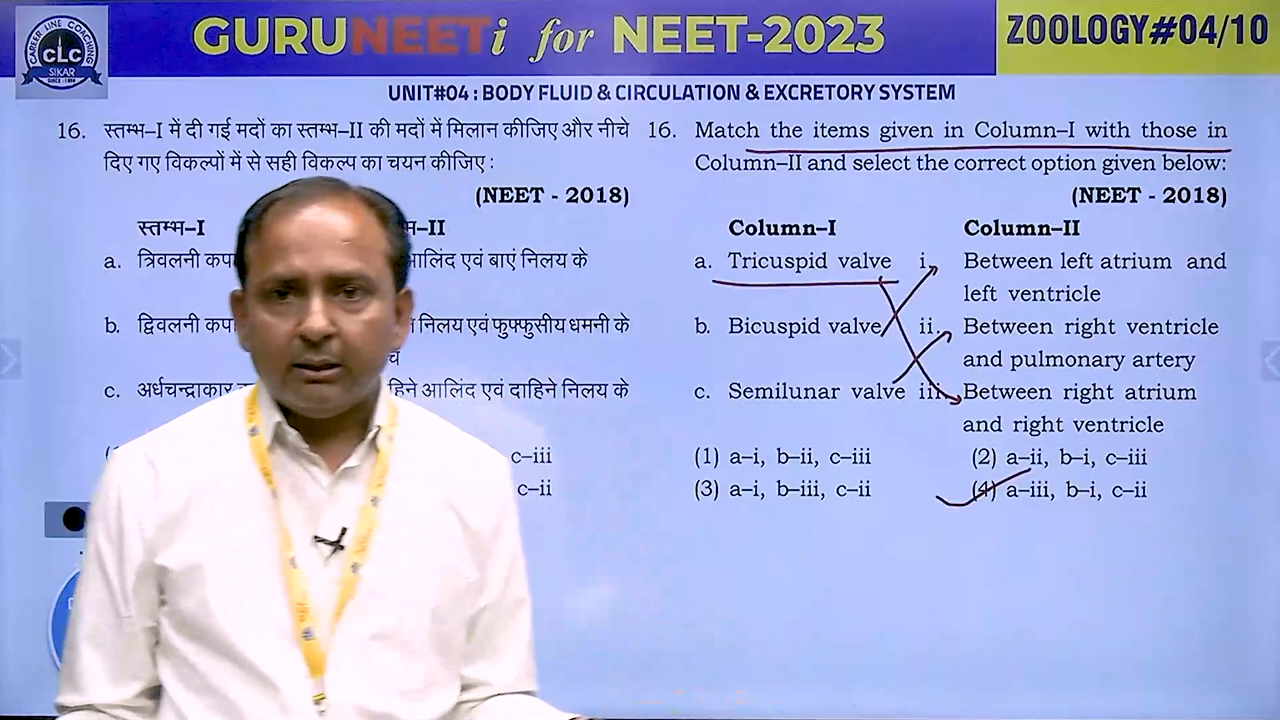 CAREER LINE COACHING
CLC
SIKAR
SINCE : 1996
GURUNEETi for NEET-2023
ZOOLOGY#04/10
UNIT#04 : BODY FLUID & CIRCULATION & EXCRETORY SYSTEM
16. स्तम्भ–I में दी गई मदों का स्तम्भ–II की मदों में मिलान कीजिए और नीचे
दिए गए विकल्पों में से सही विकल्प का चयन कीजिए :
(NEET - 2018)
स्तम्भ–I –II
a. त्रिवलनी आलिंद एवं बाएं निलय के
b. द्विवलनी निलय एवं फुफ्फुसीय धमनी के
c. अर्धचन्द्राकार आलिंद एवं दाहिने निलय के
c–iii
c–ii
16. Match the items given in Column–I with those in
Column–II and select the correct option given below:
(NEET - 2018)
Column–I Column–II
a. Tricuspid valve i. Between left atrium and
left ventricle
b. Bicuspid valve ii. Between right ventricle
and pulmonary artery
c. Semilunar valve iii. Between right atrium
and right ventricle
(1) a–i, b–ii, c–iii (2) a–ii, b–i, c–iii
(3) a–i, b–iii, c–ii (4) a–iii, b–i, c–ii